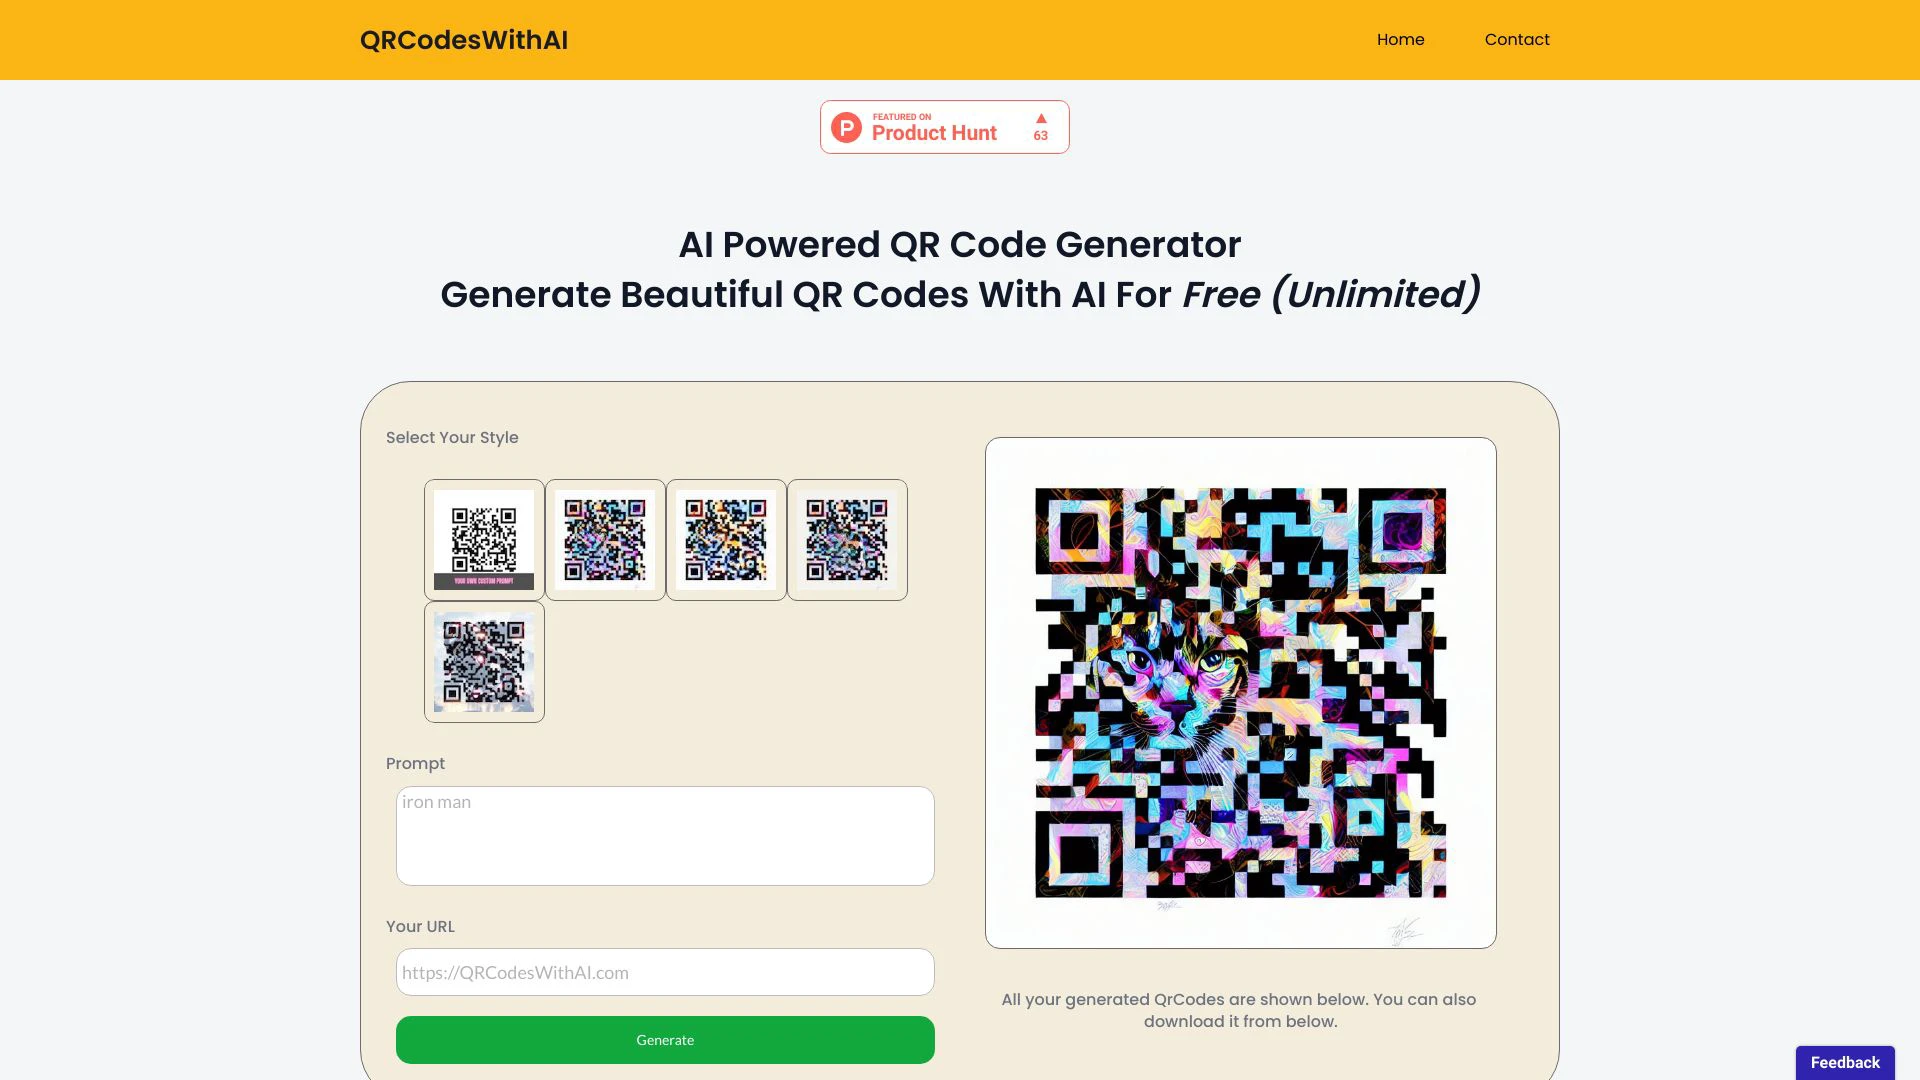 QRCodesWithAI
Home
Contact
FEATURED ON
Product Hunt
63
AI Powered QR Code Generator
Generate Beautiful QR Codes With AI For Free (Unlimited)
Select Your Style
YOUR OWN CUSTOM PROMPT
Prompt
iron man
Your URL
https://QRCodesWithAI.com
Generate
All your generated QrCodes are shown below. You can also
download it from below.
Feedback